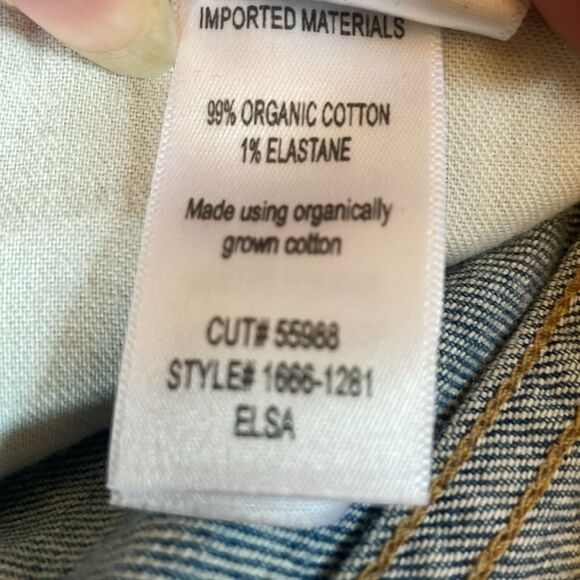 IMPORTED MATERIALS
99% ORGANIC COTTON
1% ELASTANE
Made using organically
grown cotton
CUT# 55988
STYLE# 1666-1281
ELSA